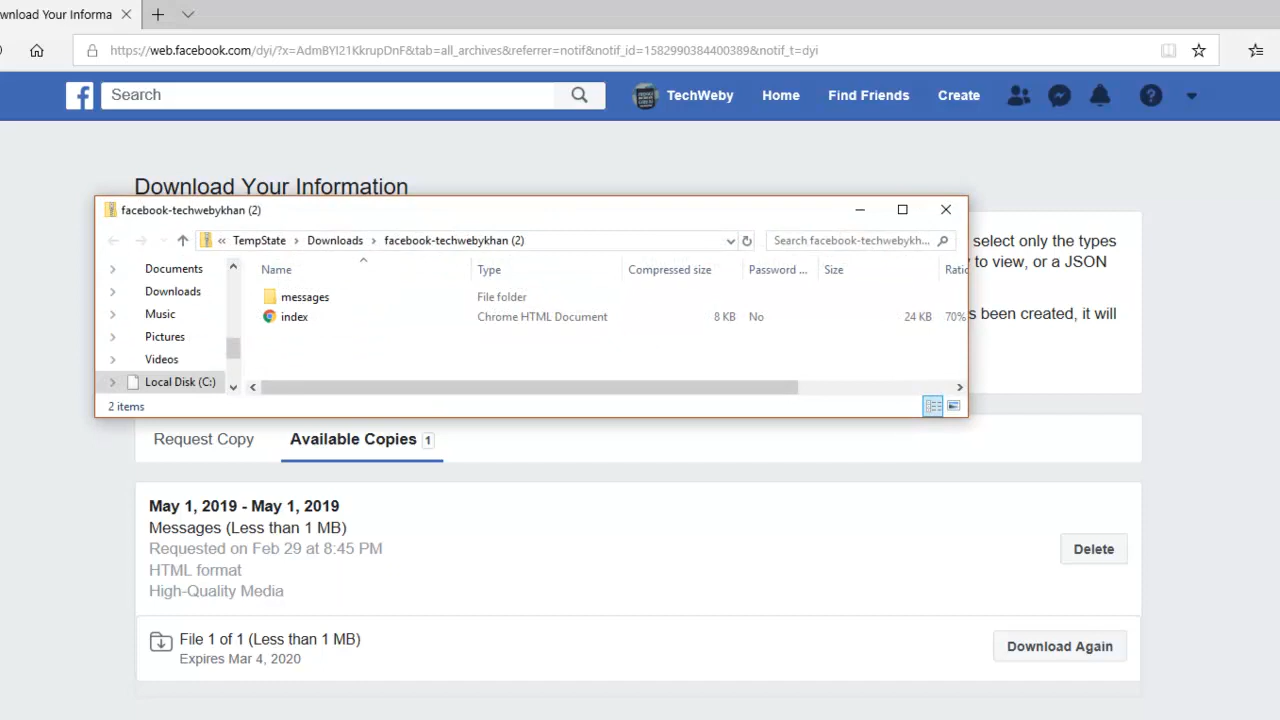 wnload Your Informa
https://web.facebook.com/dyi/?x=AdmBYI21KkrupDnF&tab=all_archives&referrer=notif&notif_id=1582990384400389&notif_t=dyi
f Search TechWeby Home Find Friends Create ?
Download Your Information
facebook-techwebykhan (2)
« TempState › Downloads › facebook-techwebykhan (2) Search facebook-techwebykh...
select only the types
to view, or a JSON
s been created, it will
Name Type Compressed size Password ... Size Ratio
Documents
Downloads
Music
Pictures
Videos
Local Disk (C:)
messages File folder
index Chrome HTML Document 8 KB No 24 KB 70%
2 items
Request Copy Available Copies 1
May 1, 2019 - May 1, 2019
Messages (Less than 1 MB)
Requested on Feb 29 at 8:45 PM
HTML format
High-Quality Media
Delete
File 1 of 1 (Less than 1 MB)
Expires Mar 4, 2020
Download Again